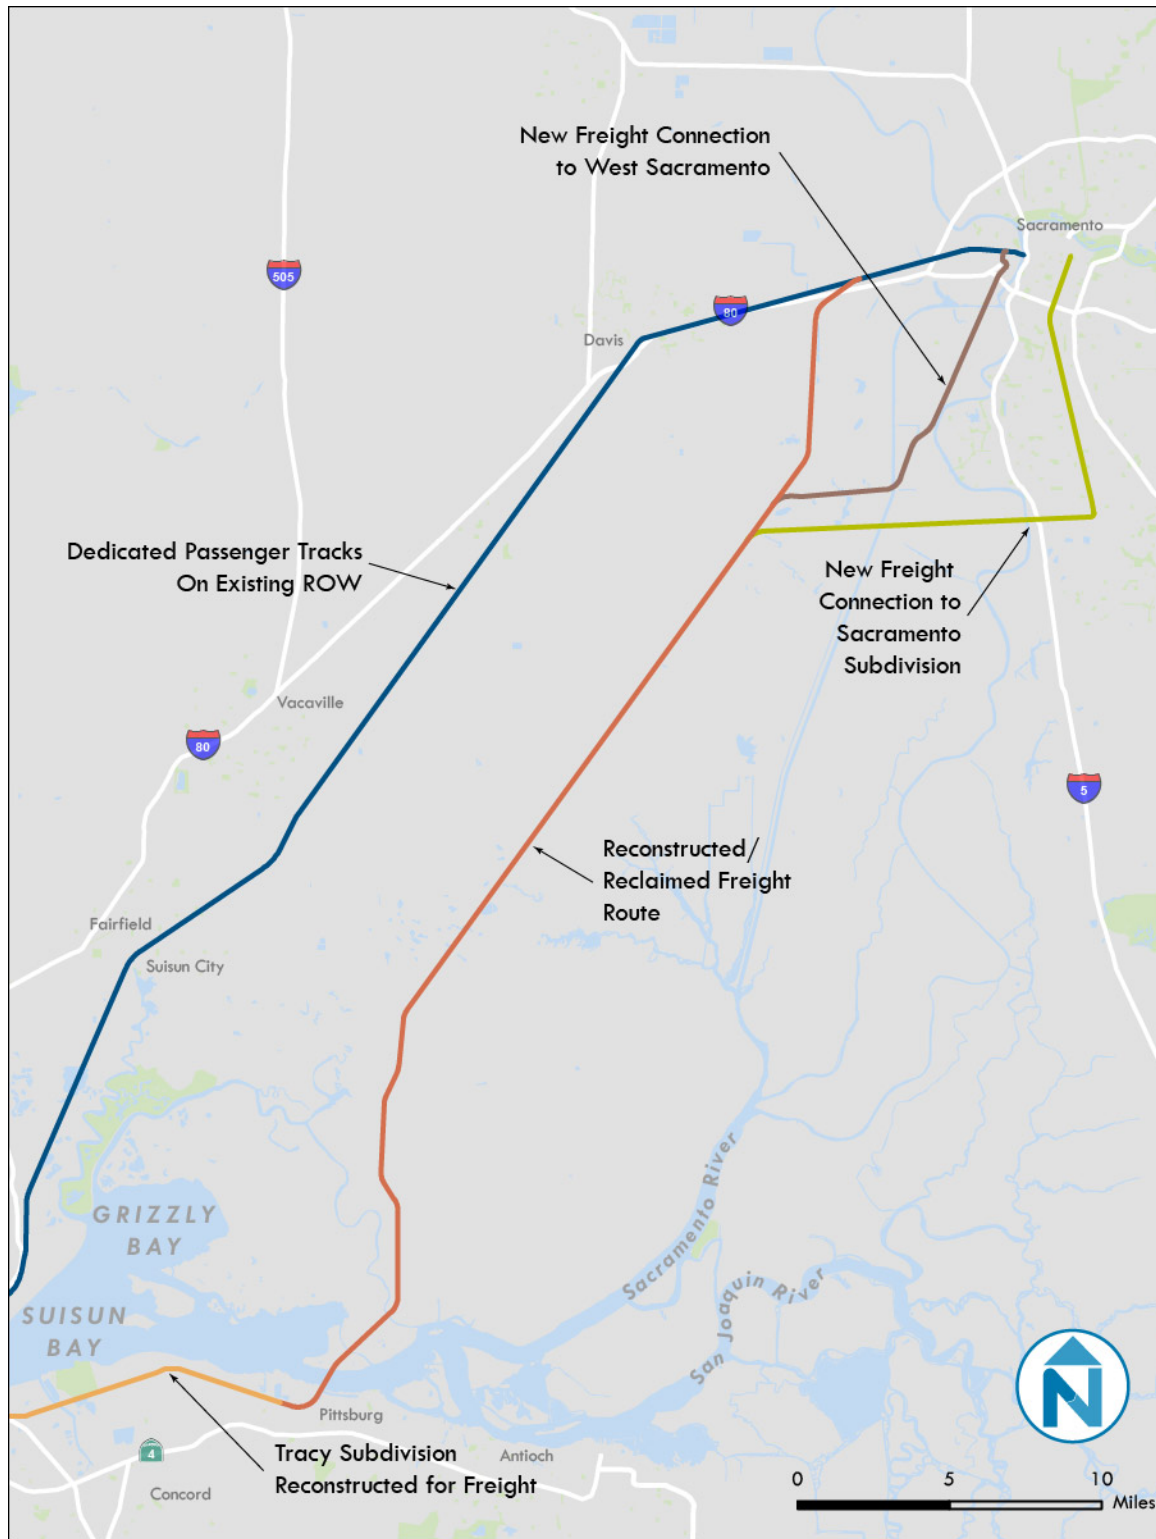 New Freight Connection
to West Sacramento
Sacramento
505
80
Davis
Dedicated Passenger Tracks
On Existing ROW
New Freight
Connection to
Sacramento
Subdivision
Vacaville
80
5
Reconstructed/
Reclaimed Freight
Route
Fairfield
Suisun City
GRIZZLY
BAY
Sacramento River
San Joaquin River
SUISUN
BAY
N
Pittsburg
4
Tracy Subdivision
Reconstructed for Freight
Antioch
Concord
0 5 10
Miles